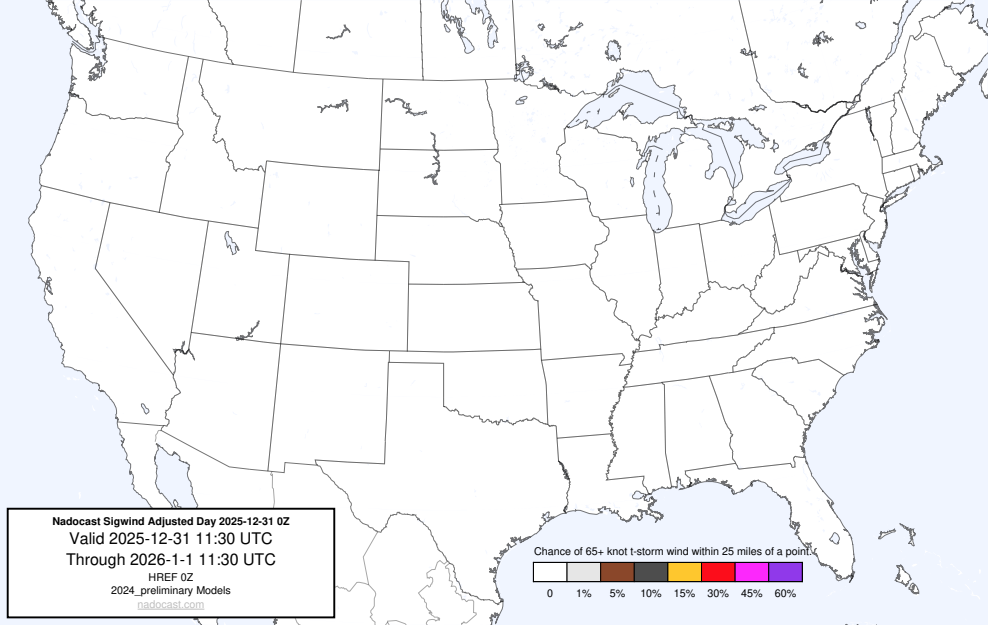 Nadocast Sigwind Adjusted Day 2025-12-31 0Z
Valid 2025-12-31 11:30 UTC
Through 2026-1-1 11:30 UTC
HREF 0Z
2024_preliminary Models
nadocast.com
Chance of 65+ knot t-storm wind within 25 miles of a point.
0 1% 5% 10% 15% 30% 45% 60%